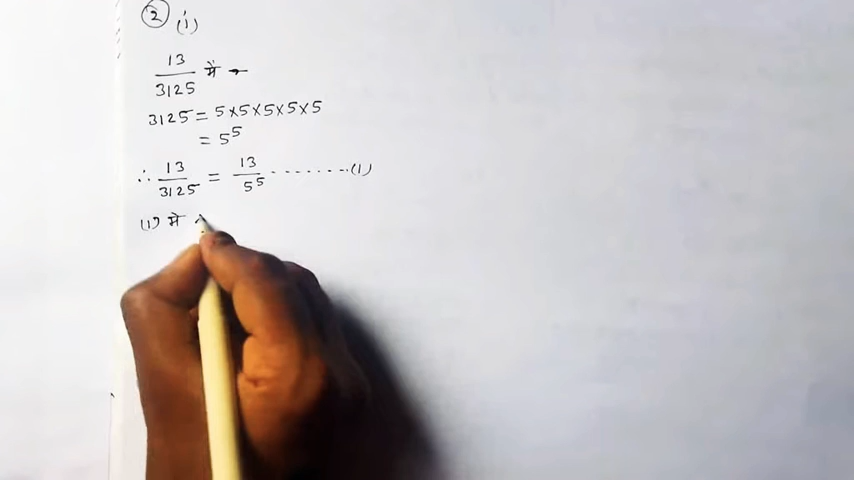 ② (i)
13/3125 में -
3125 = 5×5×5×5×5
= 5⁵
∴ 13/3125 = 13/5⁵ ........(1)
(1) में